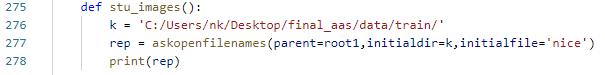 275 def stu_images():
276 k = 'C:/Users/nk/Desktop/final_aas/data/train/'
277 rep = askopenfilenames(parent=root1,initialdir=k,initialfile='nice')
278 print(rep)